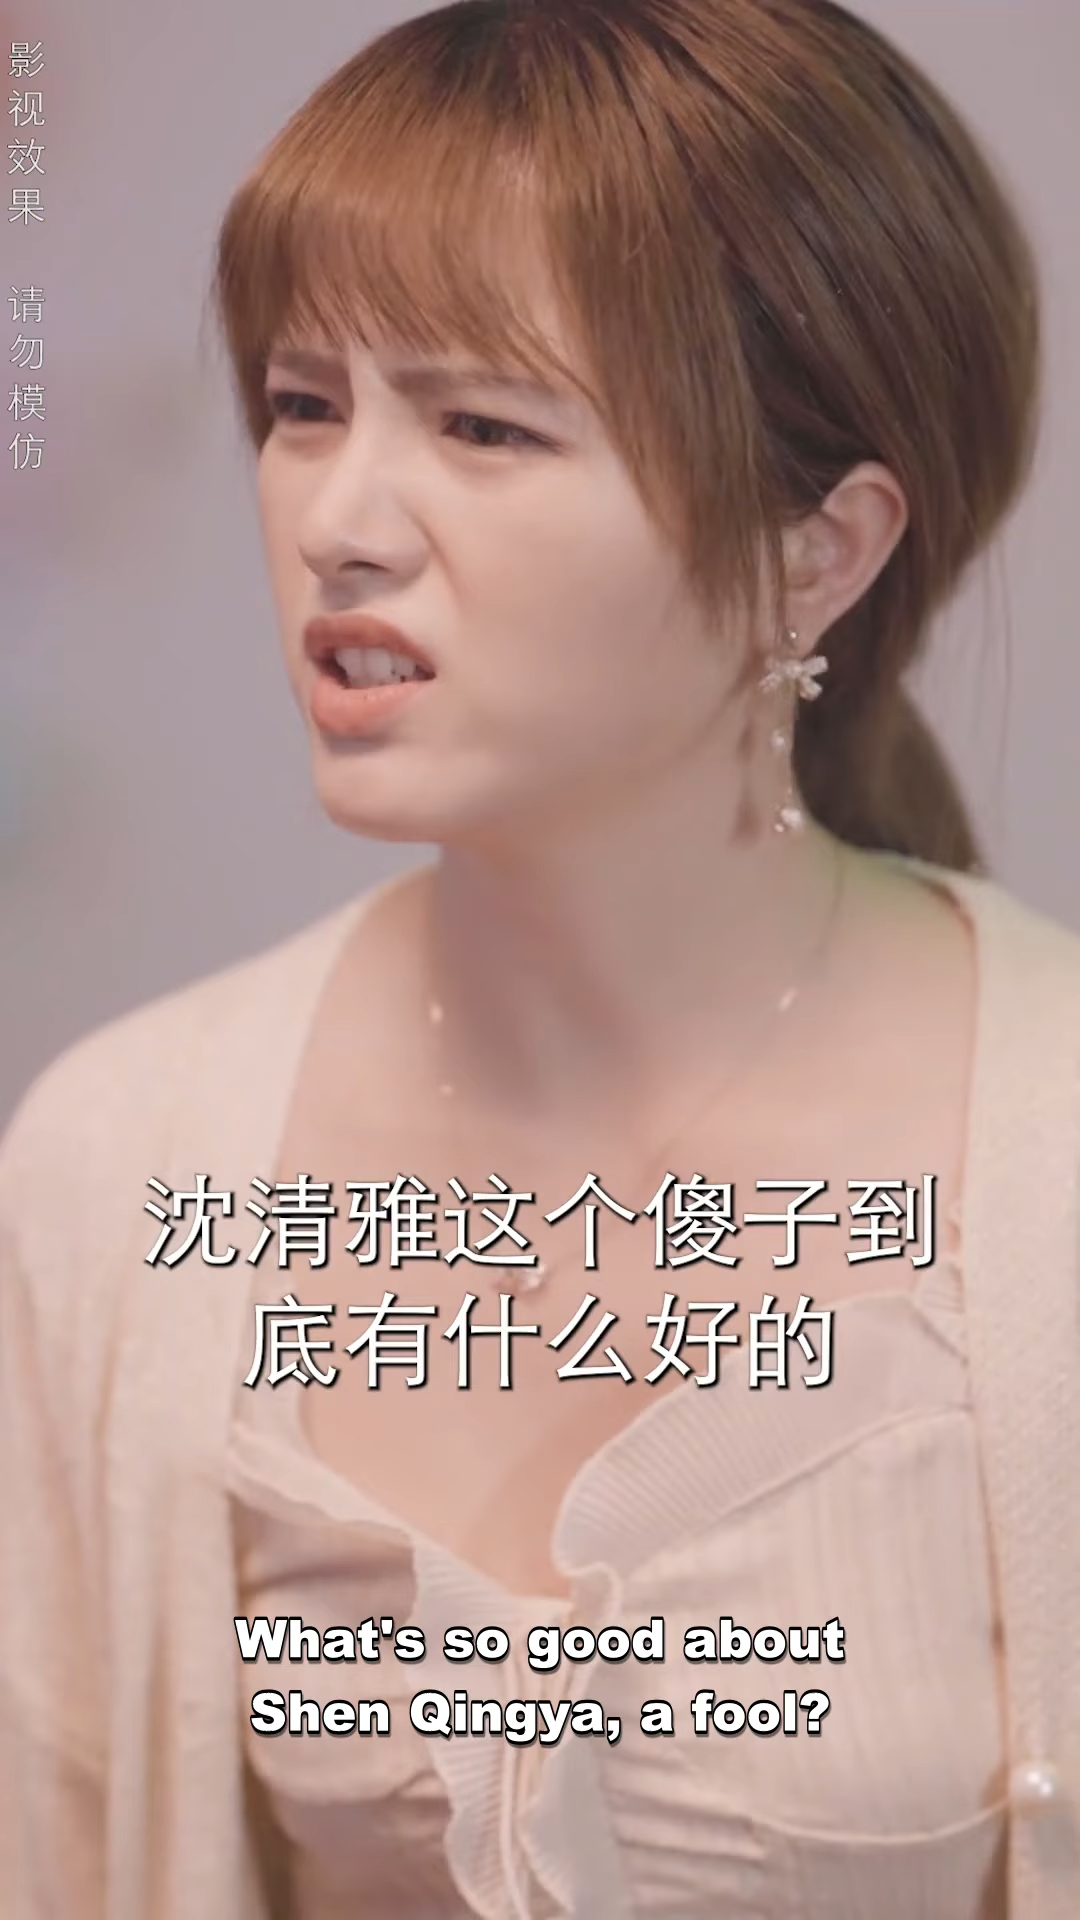 影视效果 请勿模仿
沈清雅这个傻子到
底有什么好的
What's so good about
Shen Qingya, a fool?